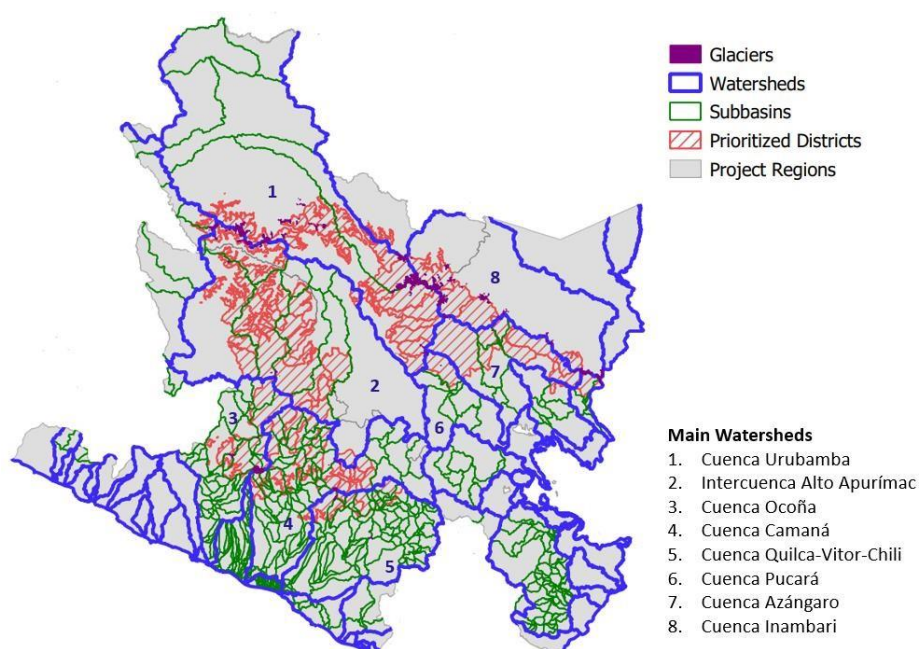 Glaciers
Watersheds
Subbasins
Prioritized Districts
Project Regions
1
8
2
7
3
6
4
5
Main Watersheds
1. Cuenca Urubamba
2. Intercuenca Alto Apurímac
3. Cuenca Ocoña
4. Cuenca Camaná
5. Cuenca Quilca-Vitor-Chili
6. Cuenca Pucará
7. Cuenca Azángaro
8. Cuenca Inambari